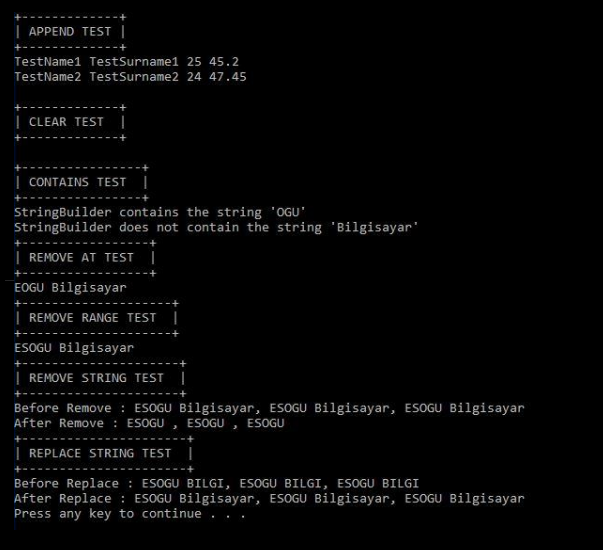 +-------------+
| APPEND TEST |
+-------------+
TestName1 TestSurname1 25 45.2
TestName2 TestSurname2 24 47.45
+-------------+
| CLEAR TEST  |
+-------------+
+----------------+
| CONTAINS TEST  |
+----------------+
StringBuilder contains the string 'OGU'
StringBuilder does not contain the string 'Bilgisayar'
+-----------------+
| REMOVE AT TEST  |
+-----------------+
EOGU Bilgisayar
+--------------------+
| REMOVE RANGE TEST  |
+--------------------+
ESOGU Bilgisayar
+---------------------+
| REMOVE STRING TEST  |
+---------------------+
Before Remove : ESOGU Bilgisayar, ESOGU Bilgisayar, ESOGU Bilgisayar
After Remove : ESOGU , ESOGU , ESOGU
+----------------------+
| REPLACE STRING TEST  |
+----------------------+
Before Replace : ESOGU BILGI, ESOGU BILGI, ESOGU BILGI
After Replace : ESOGU Bilgisayar, ESOGU Bilgisayar, ESOGU Bilgisayar
Press any key to continue . . .